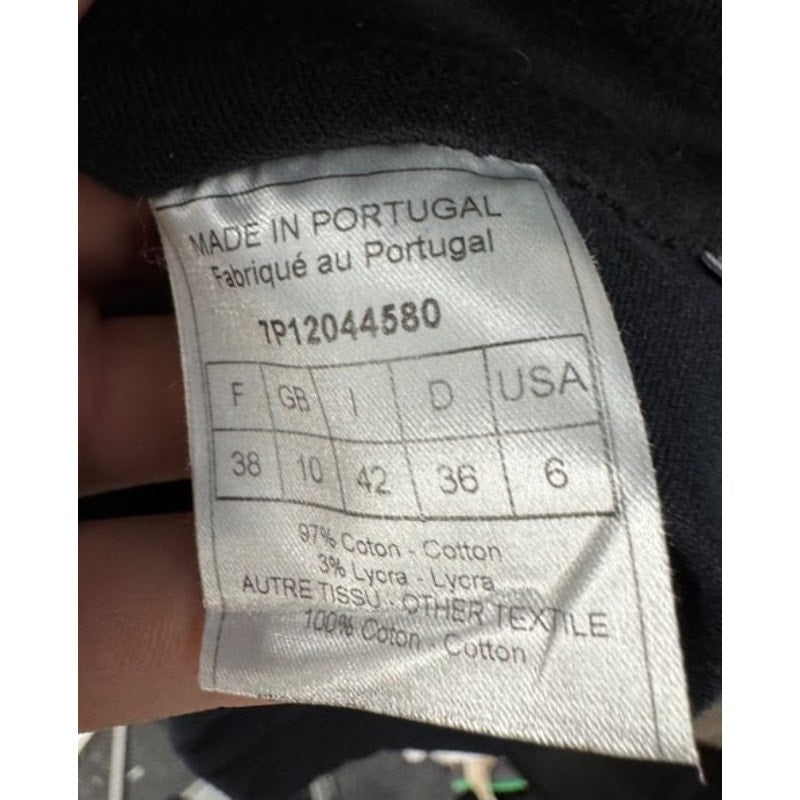 MADE IN PORTUGAL
Fabriqué au Portugal
7P12044580
F GB I D USA
38 10 42 36 6
97% Coton - Cotton
3% Lycra - Lycra
AUTRE TISSU - OTHER TEXTILE
100% Coton - Cotton